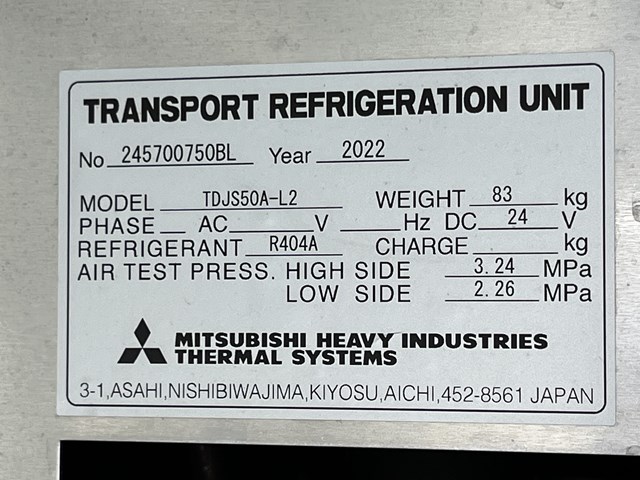 TRANSPORT REFRIGERATION UNIT
No 245700750BL Year 2022
MODEL TDJS50A-L2 WEIGHT 83 kg
PHASE AC V Hz DC 24 V
REFRIGERANT R404A CHARGE kg
AIR TEST PRESS. HIGH SIDE 3.24 MPa
LOW SIDE 2.26 MPa
MITSUBISHI HEAVY INDUSTRIES
THERMAL SYSTEMS
3-1,ASAHI,NISHIBIWAJIMA,KIYOSU,AICHI,452-8561 JAPAN